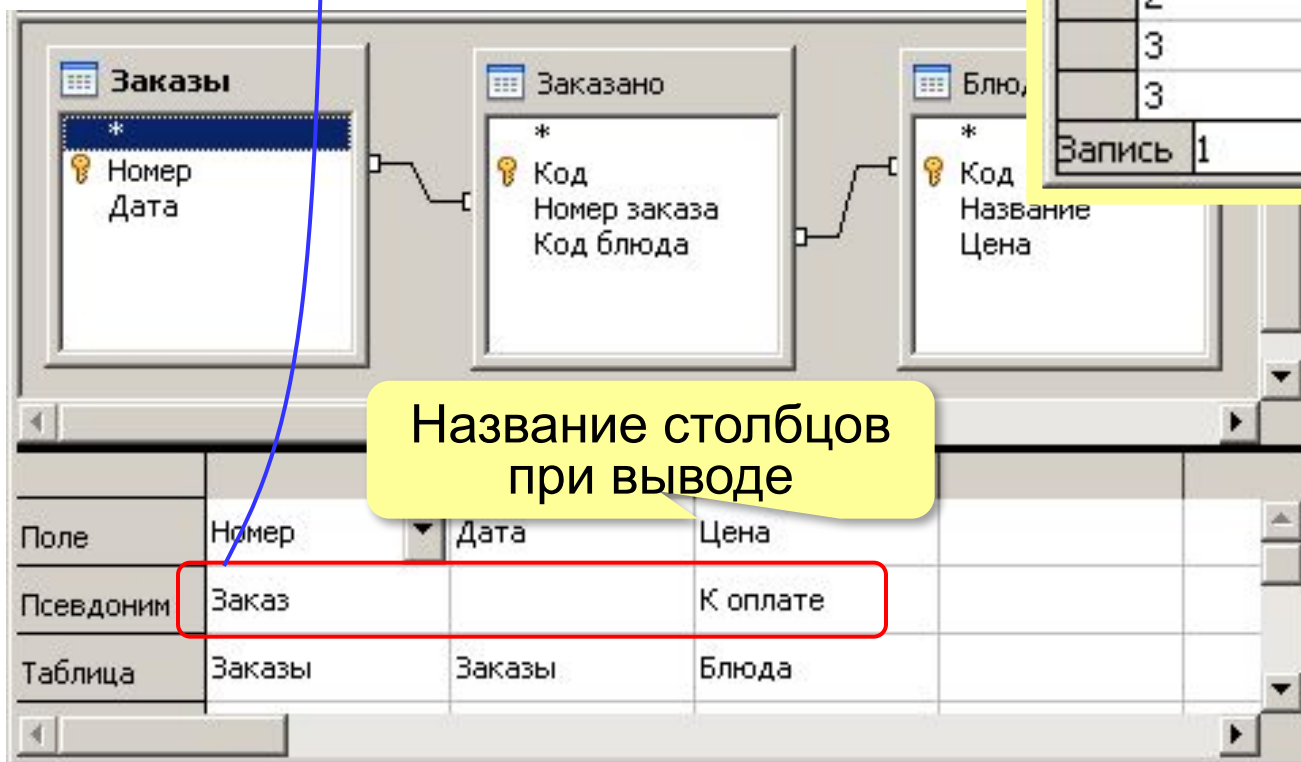 2
3
3
Запись 1
Заказы
*
Номер
Дата
Заказано
*
Код
Номер заказа
Код блюда
*
Код
Название
Цена
Название столбцов
при выводе
Поле Номер Дата Цена
Псевдоним Заказ К оплате
Таблица Заказы Заказы Блюда